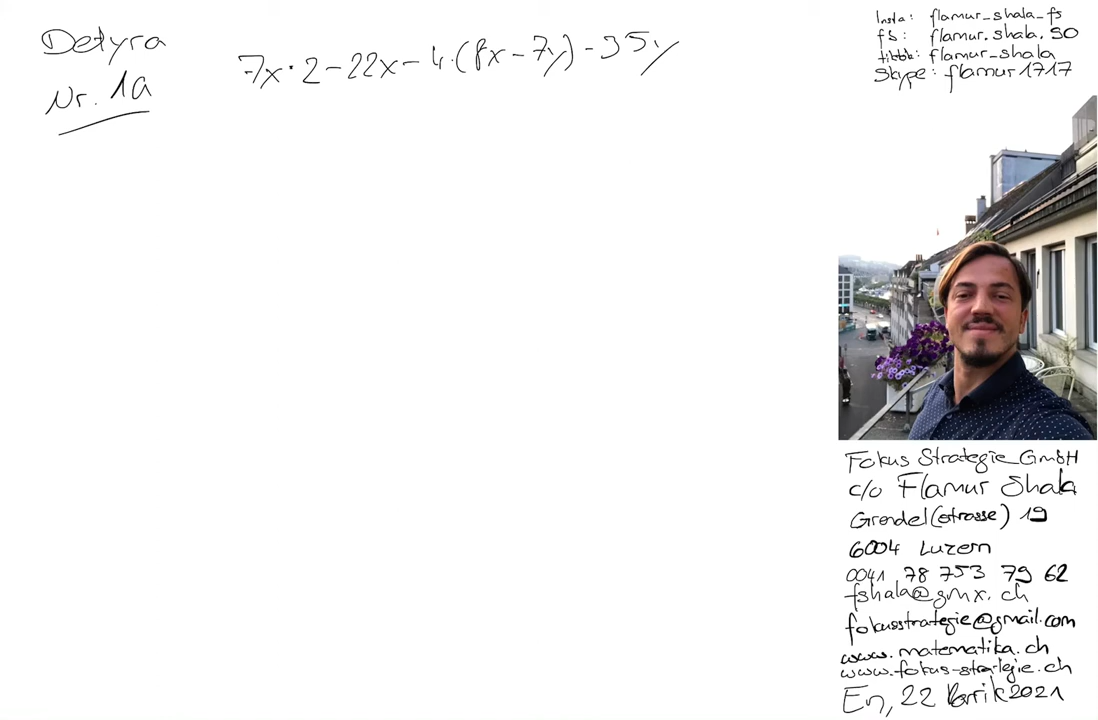 Detyra
Nr. 1a
7x · 2 - 22x - 4 · (8x - 7y) - 35y
Insta: flamur_shala_fs
fb: flamur.shala.50
tiktok: flamur_shala
Skype: flamur1717
Fokus Strategie GmbH
c/o Flamur Shala
Grendel(strasse) 19
6004 Luzern
0041 78 753 79 62
fshala@gmx.ch
fokusstrategie@gmail.com
www.matematika.ch
www.fokus-strategie.ch
En, 22 Korrik 2021